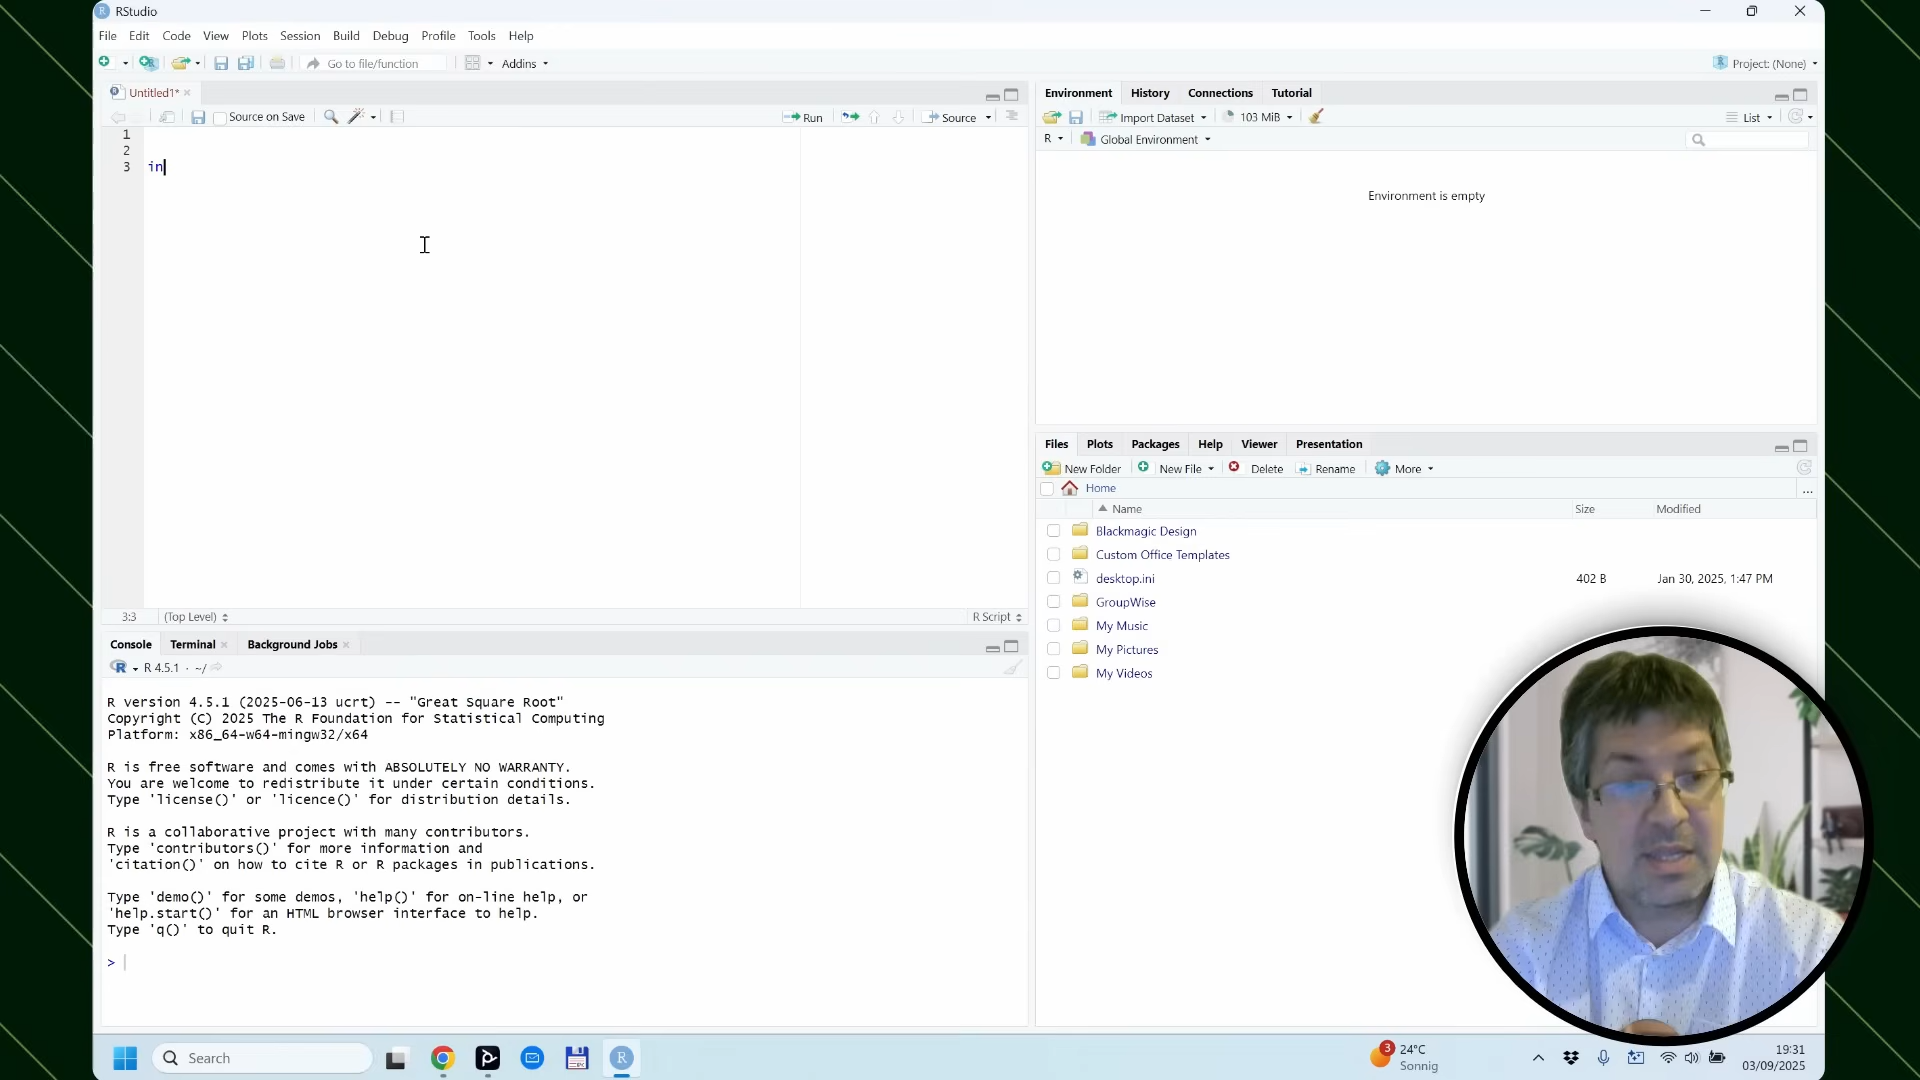 RStudio
File Edit Code View Plots Session Build Debug Profile Tools Help
Go to file/function Addins Project: (None)
Untitled1*
Source on Save Run Source
1
2
3 in
3:3 (Top Level) R Script
Console Terminal Background Jobs
R 4.5.1 · ~/
R version 4.5.1 (2025-06-13 ucrt) -- "Great Square Root"
Copyright (C) 2025 The R Foundation for Statistical Computing
Platform: x86_64-w64-mingw32/x64
R is free software and comes with ABSOLUTELY NO WARRANTY.
You are welcome to redistribute it under certain conditions.
Type 'license()' or 'licence()' for distribution details.
R is a collaborative project with many contributors.
Type 'contributors()' for more information and
'citation()' on how to cite R or R packages in publications.
Type 'demo()' for some demos, 'help()' for on-line help, or
'help.start()' for an HTML browser interface to help.
Type 'q()' to quit R.
>
Environment History Connections Tutorial
Import Dataset 103 MiB List
R Global Environment
Environment is empty
Files Plots Packages Help Viewer Presentation
New Folder New File Delete Rename More
Home ...
Name Size Modified
Blackmagic Design
Custom Office Templates
desktop.ini 402 B Jan 30, 2025, 1:47 PM
GroupWise
My Music
My Pictures
My Videos
Search
3 24°C
Sonnig
19:31
03/09/2025